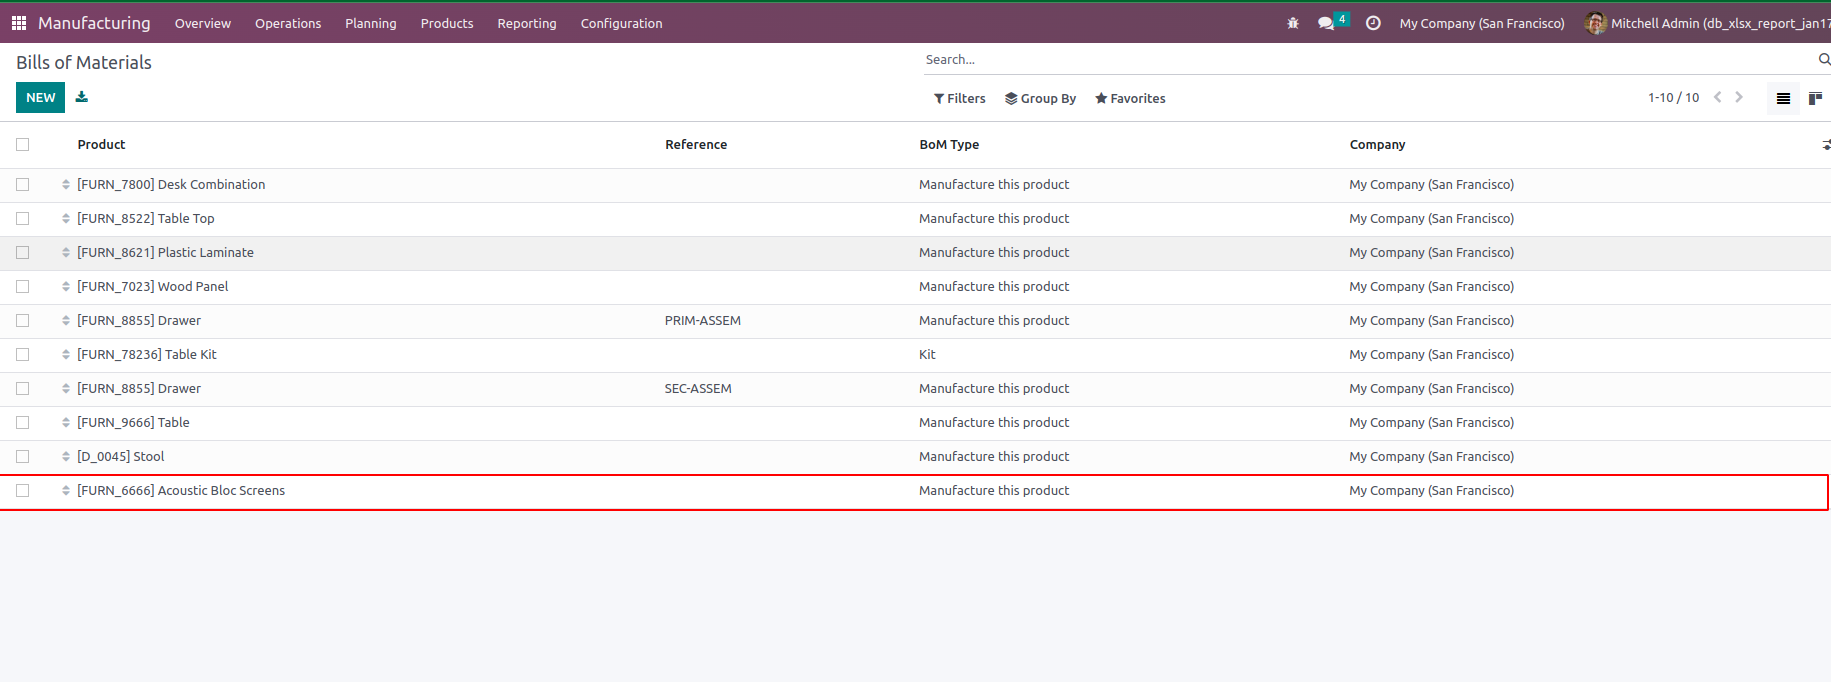 Manufacturing Overview Operations Planning Products Reporting Configuration 4 My Company (San Francisco) Mitchell Admin (db_xlsx_report_jan17
Bills of Materials Search...
NEW Filters Group By Favorites 1-10 / 10
Product Reference BoM Type Company
[FURN_7800] Desk Combination Manufacture this product My Company (San Francisco)
[FURN_8522] Table Top Manufacture this product My Company (San Francisco)
[FURN_8621] Plastic Laminate Manufacture this product My Company (San Francisco)
[FURN_7023] Wood Panel Manufacture this product My Company (San Francisco)
[FURN_8855] Drawer PRIM-ASSEM Manufacture this product My Company (San Francisco)
[FURN_78236] Table Kit Kit My Company (San Francisco)
[FURN_8855] Drawer SEC-ASSEM Manufacture this product My Company (San Francisco)
[FURN_9666] Table Manufacture this product My Company (San Francisco)
[D_0045] Stool Manufacture this product My Company (San Francisco)
[FURN_6666] Acoustic Bloc Screens Manufacture this product My Company (San Francisco)